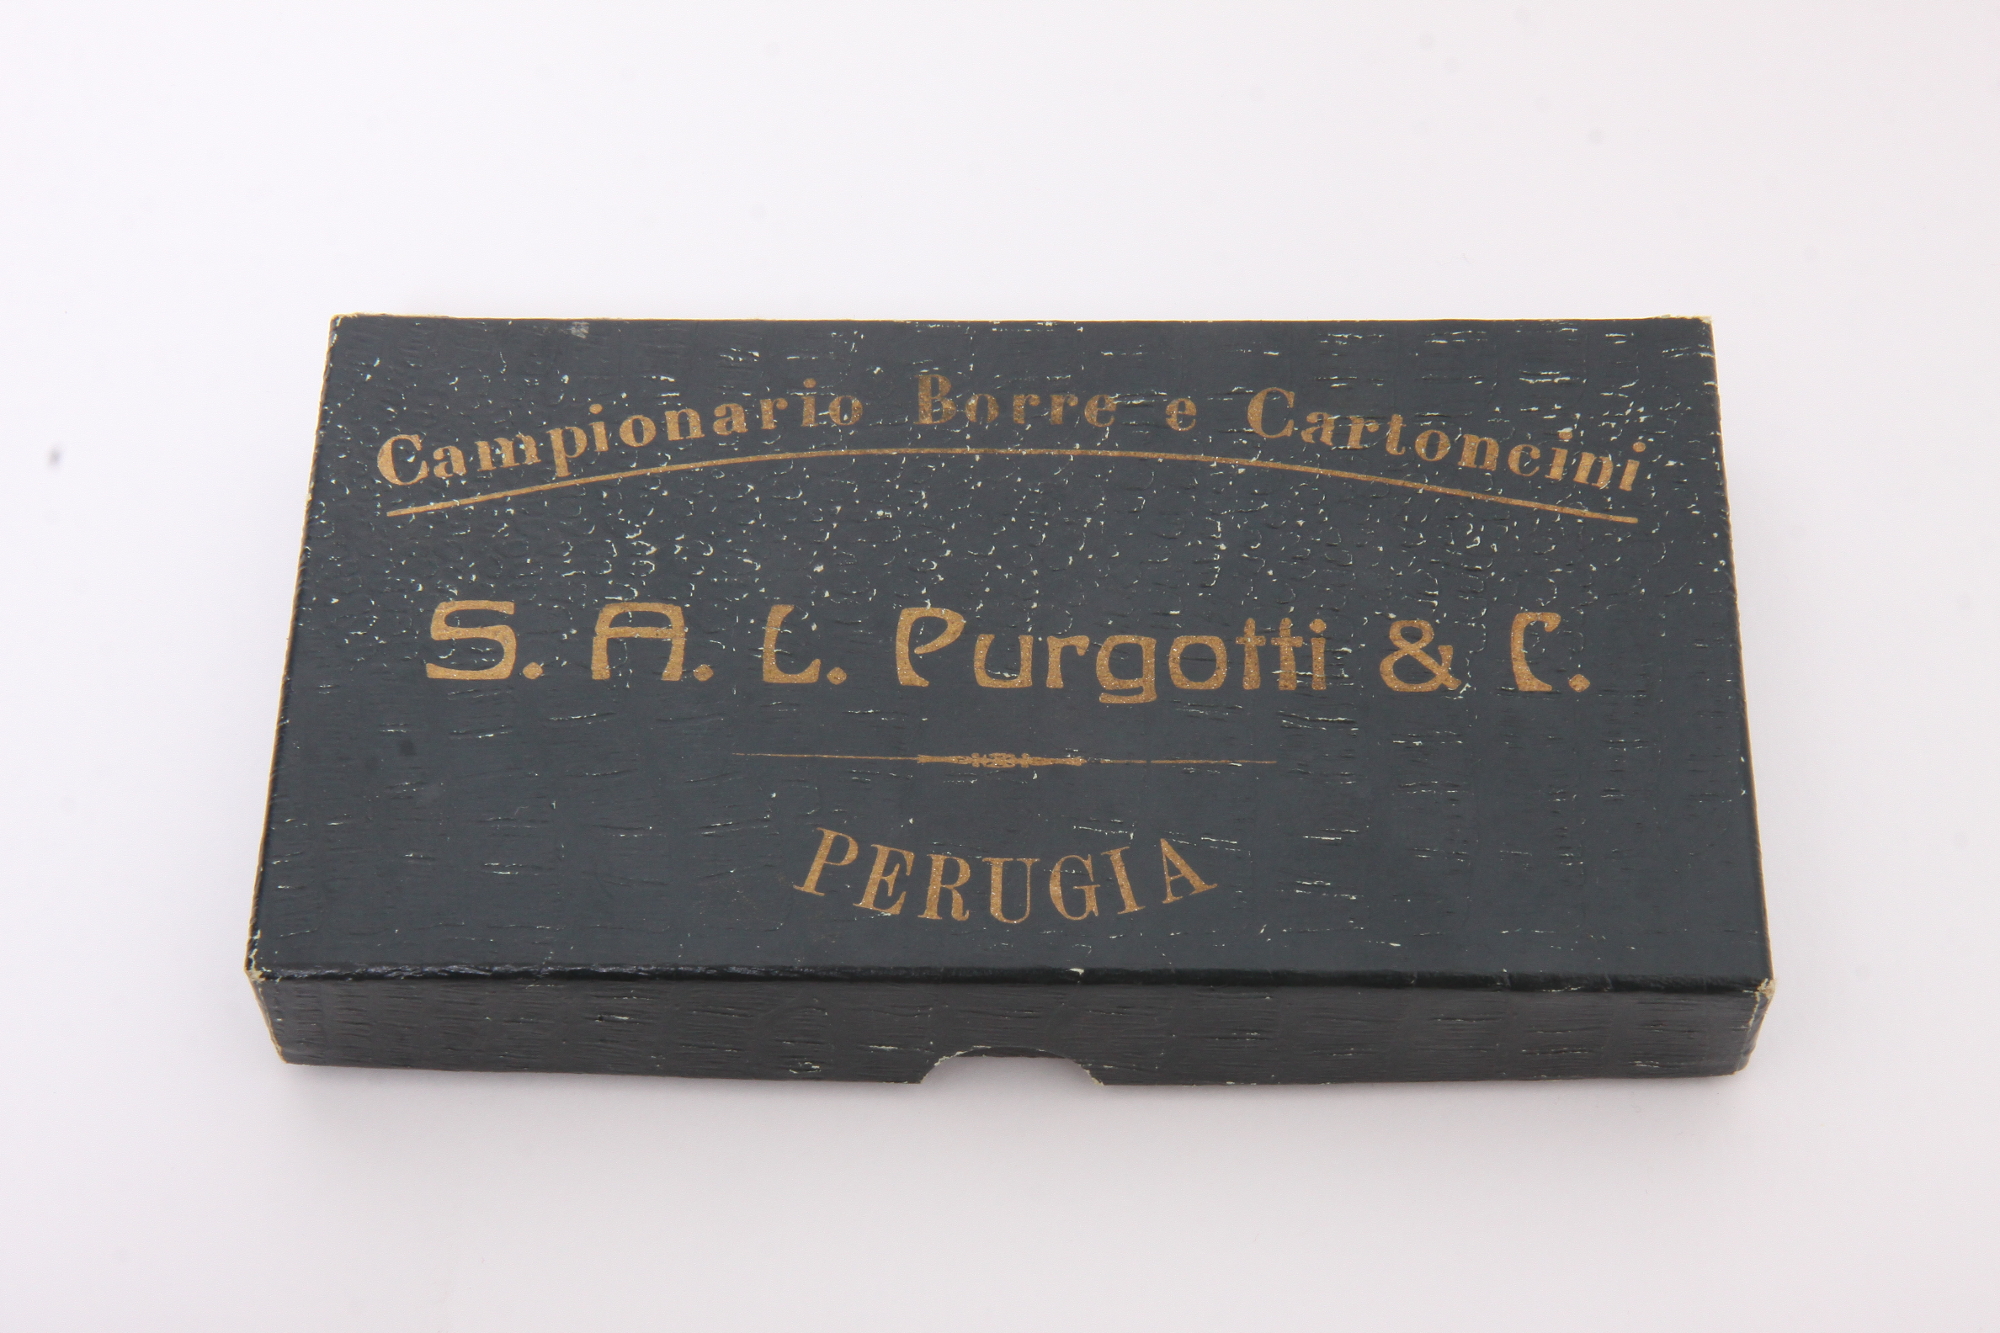 Campionario Borre e Cartoncini
S. A. L. Purgotti & C.
PERUGIA